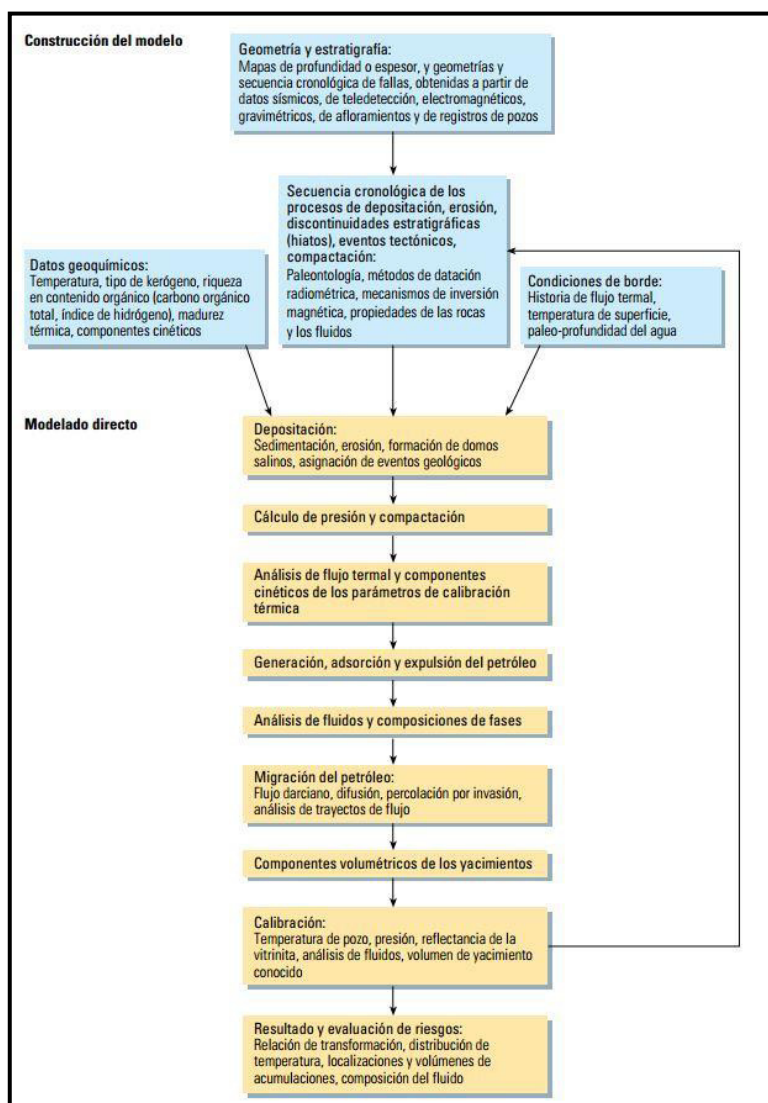 Construcción del modelo
Geometría y estratigrafía:
Mapas de profundidad o espesor, y geometrías y
secuencia cronológica de fallas, obtenidas a partir de
datos sísmicos, de teledetección, electromagnéticos,
gravimétricos, de afloramientos y de registros de pozos
Secuencia cronológica de los
procesos de depositación, erosión,
discontinuidades estratigráficas
(hiatos), eventos tectónicos,
compactación:
Paleontología, métodos de datación
radiométrica, mecanismos de inversión
magnética, propiedades de las rocas
y los fluidos
Datos geoquímicos:
Temperatura, tipo de kerógeno, riqueza
en contenido orgánico (carbono orgánico
total, índice de hidrógeno), madurez
térmica, componentes cinéticos
Condiciones de borde:
Historia de flujo termal,
temperatura de superficie,
paleo-profundidad del agua
Modelado directo
Depositación:
Sedimentación, erosión, formación de domos
salinos, asignación de eventos geológicos
Cálculo de presión y compactación
Análisis de flujo termal y componentes
cinéticos de los parámetros de calibración
térmica
Generación, adsorción y expulsión del petróleo
Análisis de fluidos y composiciones de fases
Migración del petróleo:
Flujo darciano, difusión, percolación por invasión,
análisis de trayectos de flujo
Componentes volumétricos de los yacimientos
Calibración:
Temperatura de pozo, presión, reflectancia de la
vitrinita, análisis de fluidos, volumen de yacimiento
conocido
Resultado y evaluación de riesgos:
Relación de transformación, distribución de
temperatura, localizaciones y volúmenes de
acumulaciones, composición del fluido